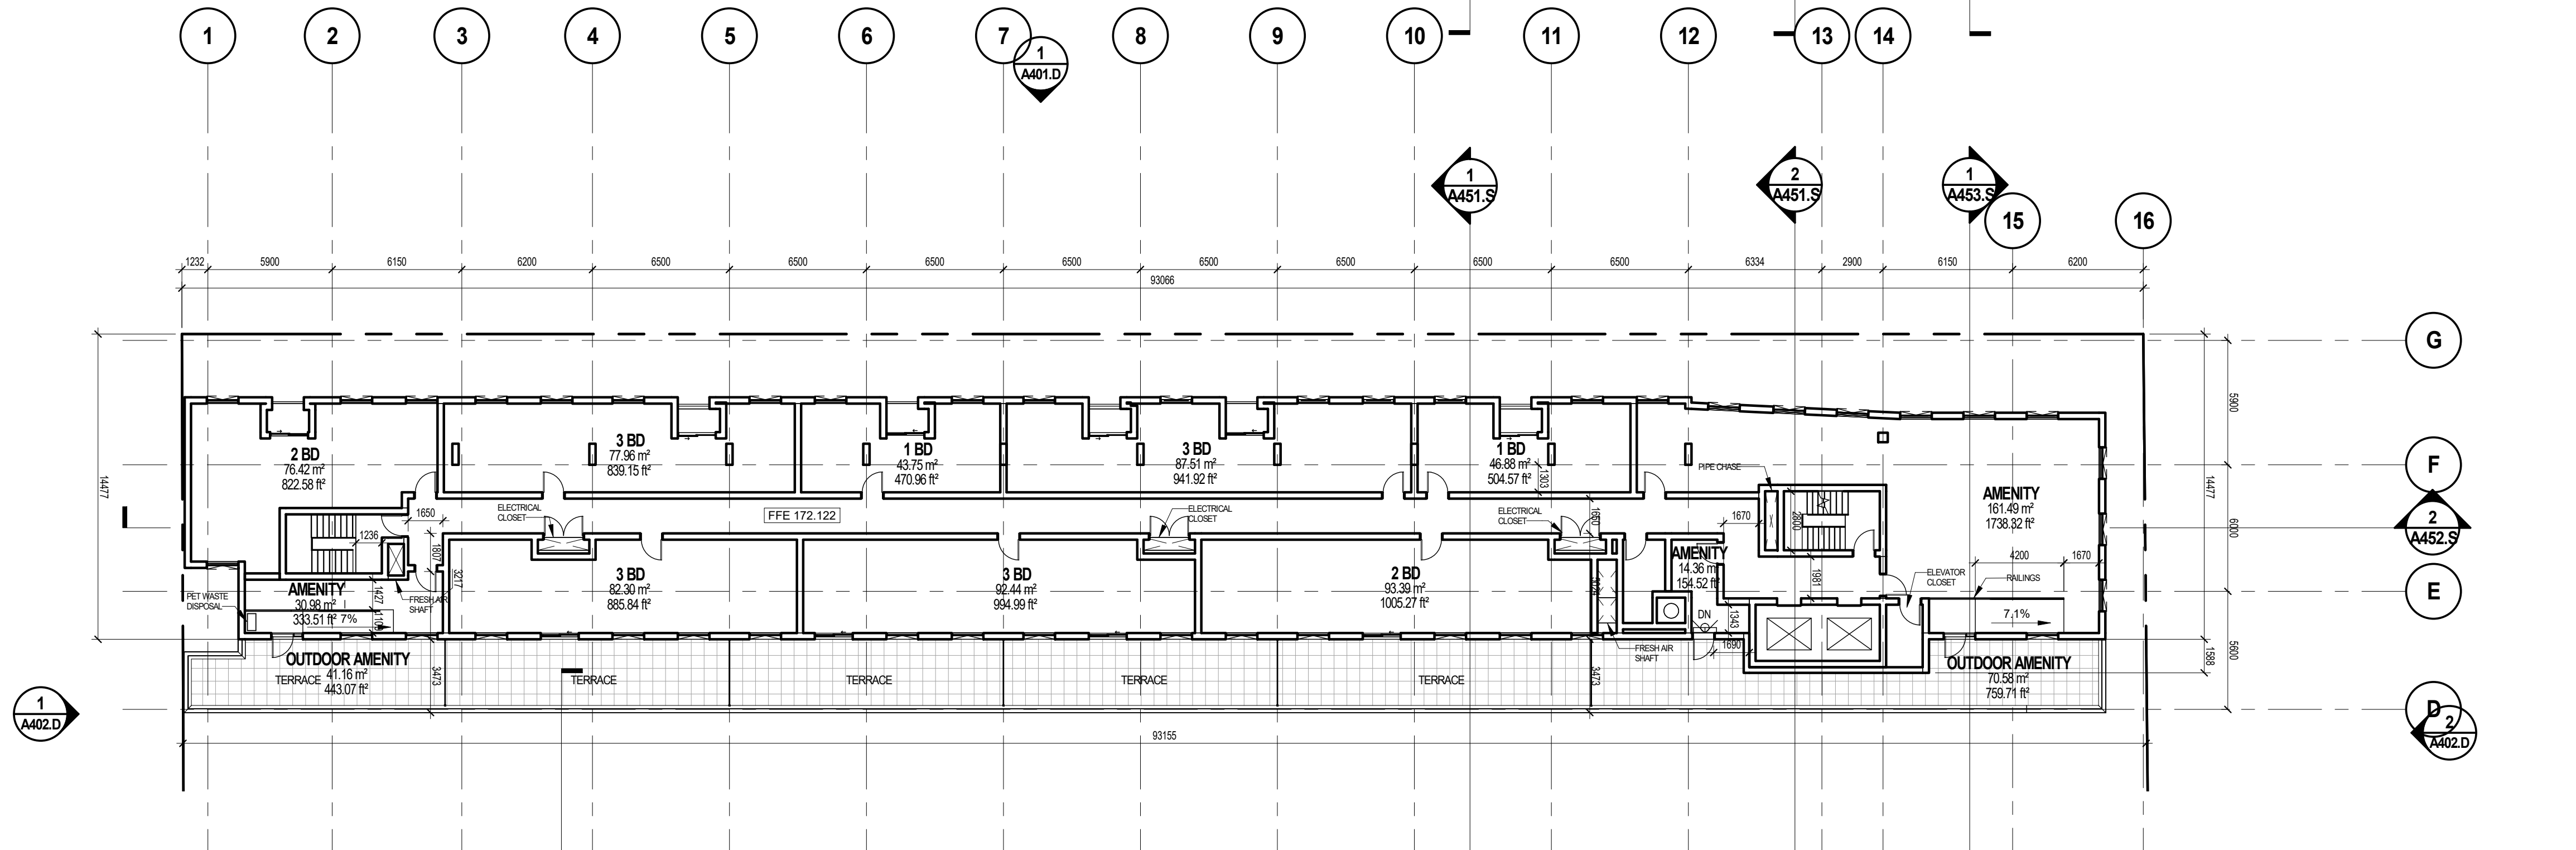 1
2
3
4
5
6
7
8
9
10
11
12
13
14
1
A401.D
1
A451.S
2
A451.S
1
A453.S
15
16
1232
5900
6150
6200
6500
6500
6500
6500
6500
6500
6500
6500
6334
2900
6150
6200
93066
G
5900
14477
14477
2 BD
76.42 m²
822.58 ft²
3 BD
77.96 m²
839.15 ft²
1 BD
43.75 m²
470.96 ft²
3 BD
87.51 m²
941.92 ft²
1 BD
46.88 m²
504.57 ft²
1303
PIPE CHASE
AMENITY
161.49 m²
1738.32 ft²
F
6000
2
A452.S
1650
ELECTRICAL
CLOSET
FFE 172.122
ELECTRICAL
CLOSET
ELECTRICAL
CLOSET
1650
1670
2800
1236
1807
3217
AMENITY
14.36 m²
154.52 ft²
1981
4200
1670
ELEVATOR
CLOSET
RAILINGS
7.1%
E
PET WASTE
DISPOSAL
AMENITY
30.98 m²
333.51 ft²
7%
1427
FRESH AIR
SHAFT
3 BD
82.30 m²
885.84 ft²
3 BD
92.44 m²
994.99 ft²
2 BD
93.39 m²
1005.27 ft²
DN
1343
1690
FRESH AIR
SHAFT
1588
5600
OUTDOOR AMENITY
41.16 m²
443.07 ft²
TERRACE
3473
TERRACE
TERRACE
TERRACE
TERRACE
3473
OUTDOOR AMENITY
70.58 m²
759.71 ft²
1
A402.D
D
2
A402.D
93155